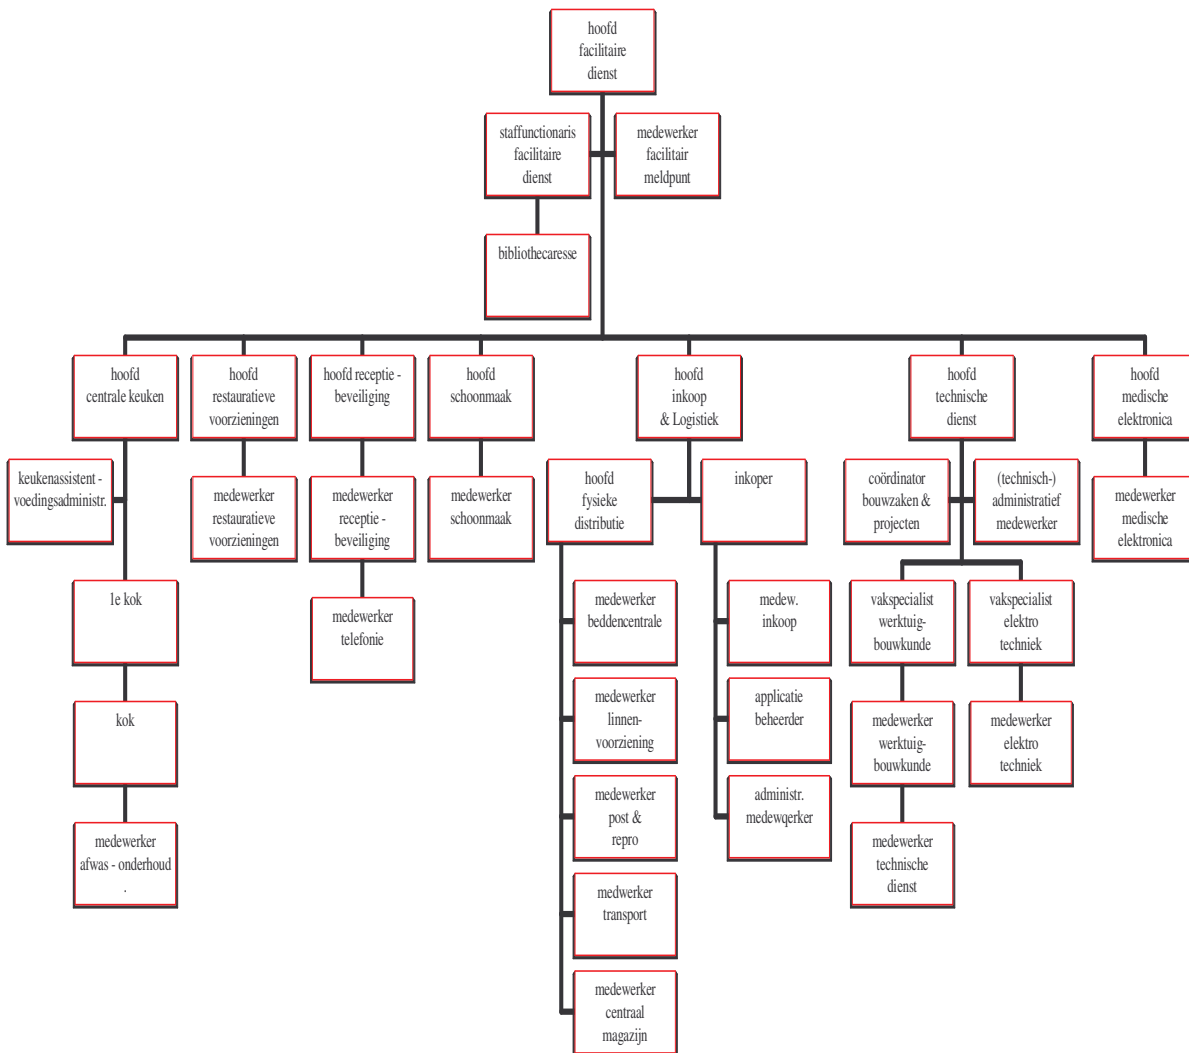 hoofd
facilitaire
dienst
staffunctionaris
facilitaire
dienst
medewerker
facilitair
meldpunt
bibliothecaresse
hoofd
centrale keuken
hoofd
restauratieve
voorzieningen
hoofd receptie -
beveiliging
hoofd
schoonmaak
hoofd
inkoop
& Logistiek
hoofd
technische
dienst
hoofd
medische
elektronica
keukenassistent -
voedingsadministr.
medewerker
restauratieve
voorzieningen
medewerker
receptie -
beveiliging
medewerker
schoonmaak
hoofd
fysieke
distributie
inkoper
coördinator
bouwzaken &
projecten
(technisch-)
administratief
medewerker
medewerker
medische
elektronica
1e kok
medewerker
telefonie
medewerker
beddencentrale
medew.
inkoop
vakspecialist
werktuig-
bouwkunde
vakspecialist
elektro
techniek
kok
medewerker
linnen-
voorziening
applicatie
beheerder
medewerker
werktuig-
bouwkunde
medewerker
elektro
techniek
medewerker
afwas - onderhoud
.
medewerker
post &
repro
administr.
medewqerker
medewerker
technische
dienst
medwerker
transport
medewerker
centraal
magazijn